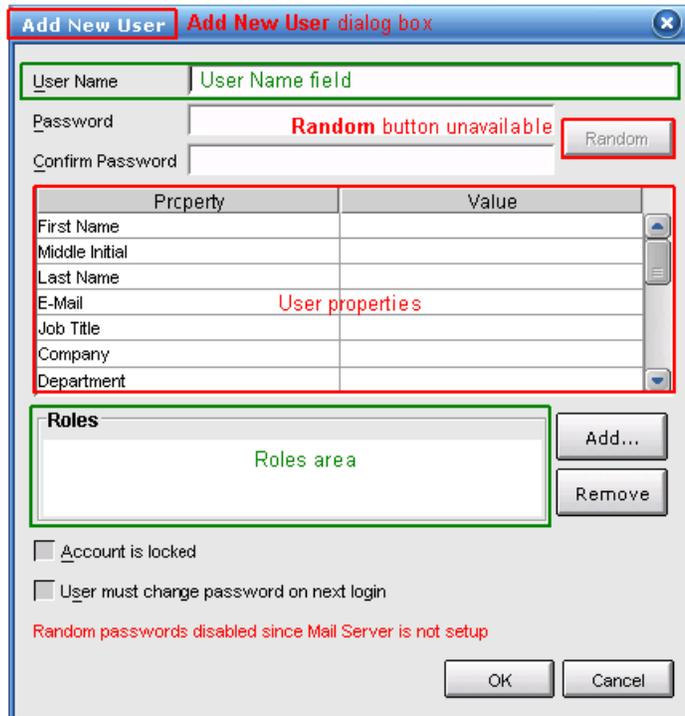 Add New User Add New User dialog box
User Name User Name field
Password Random button unavailable Random
Confirm Password
Prcperty Value
First Name
Middle Initial
Last Name
E-Mail User properties
Job Title
Company
Department
Roles
Roles area
Add...
Remove
Account is locked
User must change password on next login
Random passwords disabled since Mail Server is not setup
OK Cancel